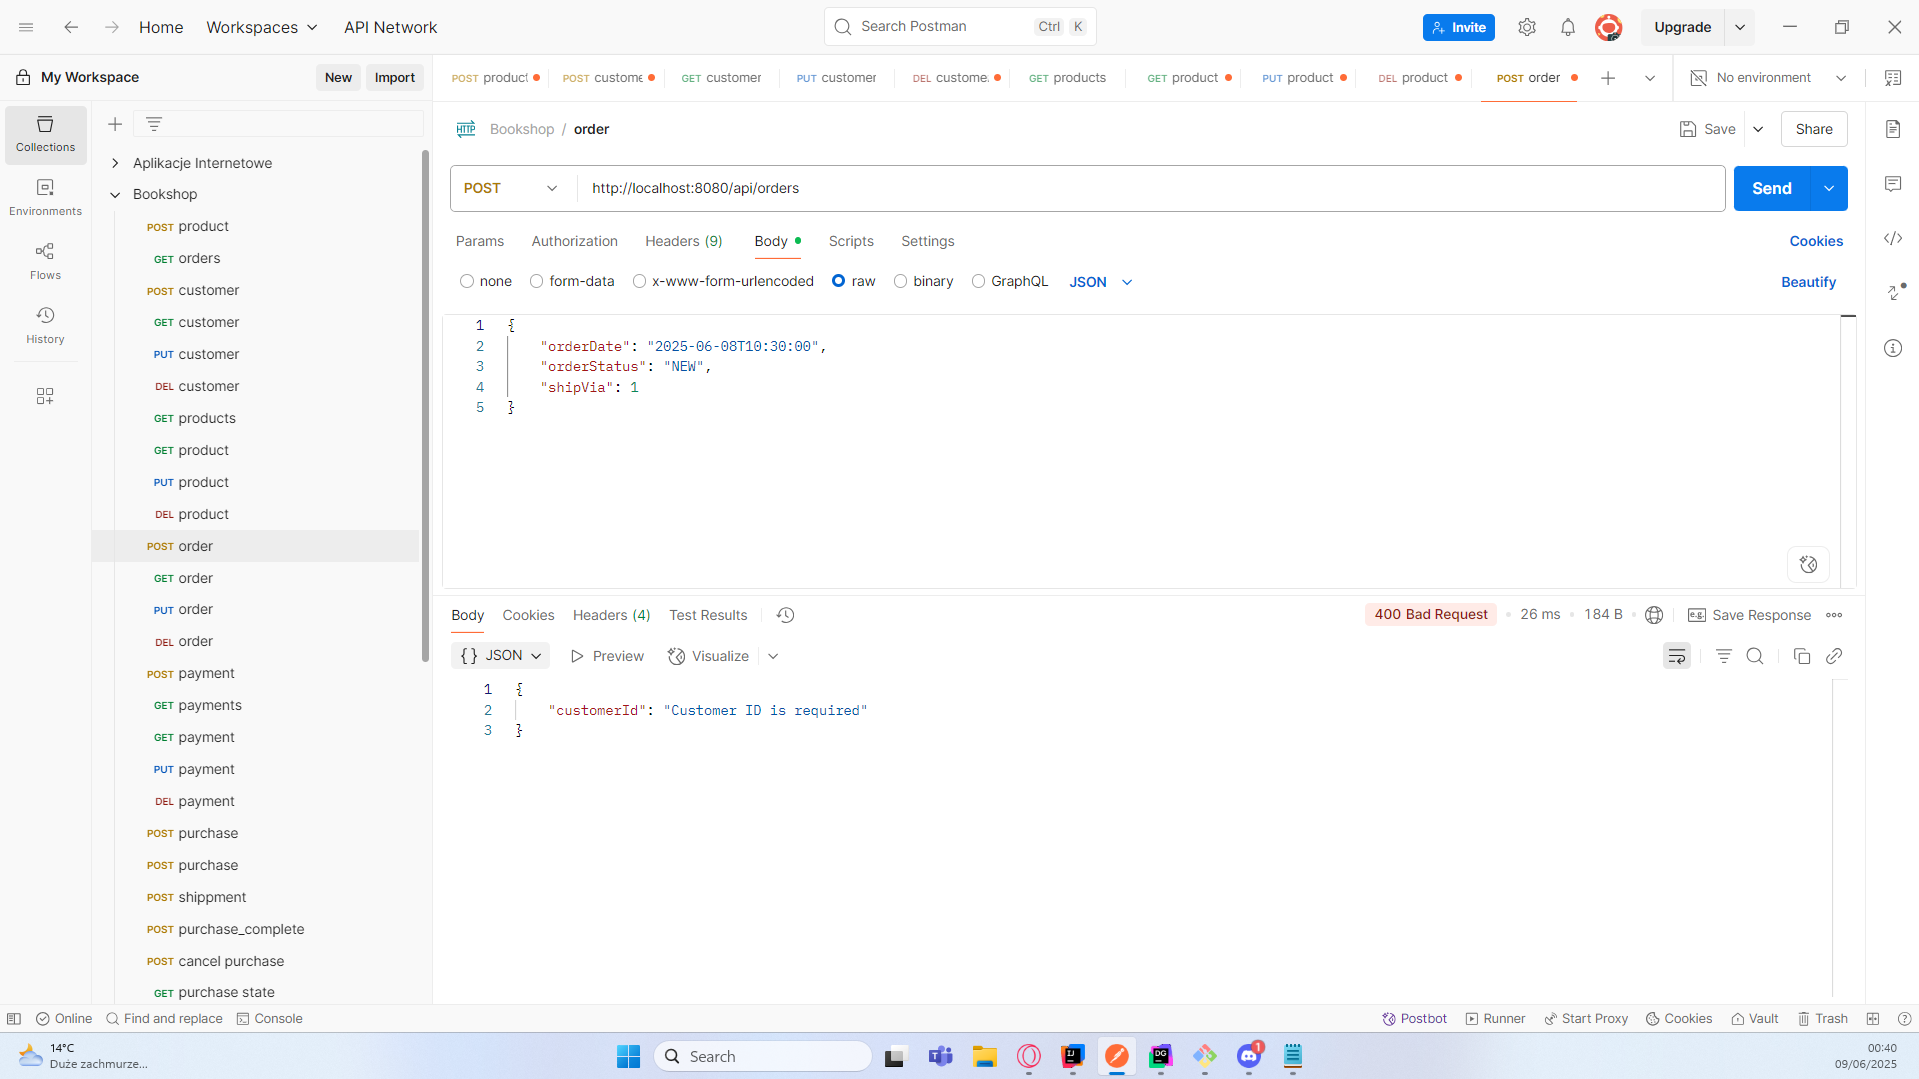 Home
Workspaces
API Network
Search Postman
Ctrl K
Invite
Upgrade
My Workspace
New
Import
POST product
POST custome
GET customer
PUT customer
DEL custome
GET products
GET product
PUT product
DEL product
POST order
No environment
Collections
Environments
Flows
History
Aplikacje Internetowe
Bookshop
POST product
GET orders
POST customer
GET customer
PUT customer
DEL customer
GET products
GET product
PUT product
DEL product
POST order
GET order
PUT order
DEL order
POST payment
GET payments
GET payment
PUT payment
DEL payment
POST purchase
POST purchase
POST shippment
POST purchase_complete
POST cancel purchase
GET purchase state
HTTP Bookshop / order
Save
Share
POST http://localhost:8080/api/orders
Send
Params Authorization Headers (9) Body Scripts Settings
Cookies
none form-data x-www-form-urlencoded raw binary GraphQL JSON
Beautify
1 {
2 "orderDate": "2025-06-08T10:30:00",
3 "orderStatus": "NEW",
4 "shipVia": 1
5 }
Body Cookies Headers (4) Test Results
400 Bad Request 26 ms 184 B
e.g. Save Response
{} JSON Preview Visualize
1 {
2 "customerId": "Customer ID is required"
3 }
Online Find and replace Console
Postbot Runner Start Proxy Cookies Vault Trash
14°C
Duże zachmurze...
Search
IJ
DG
1
00:40
09/06/2025